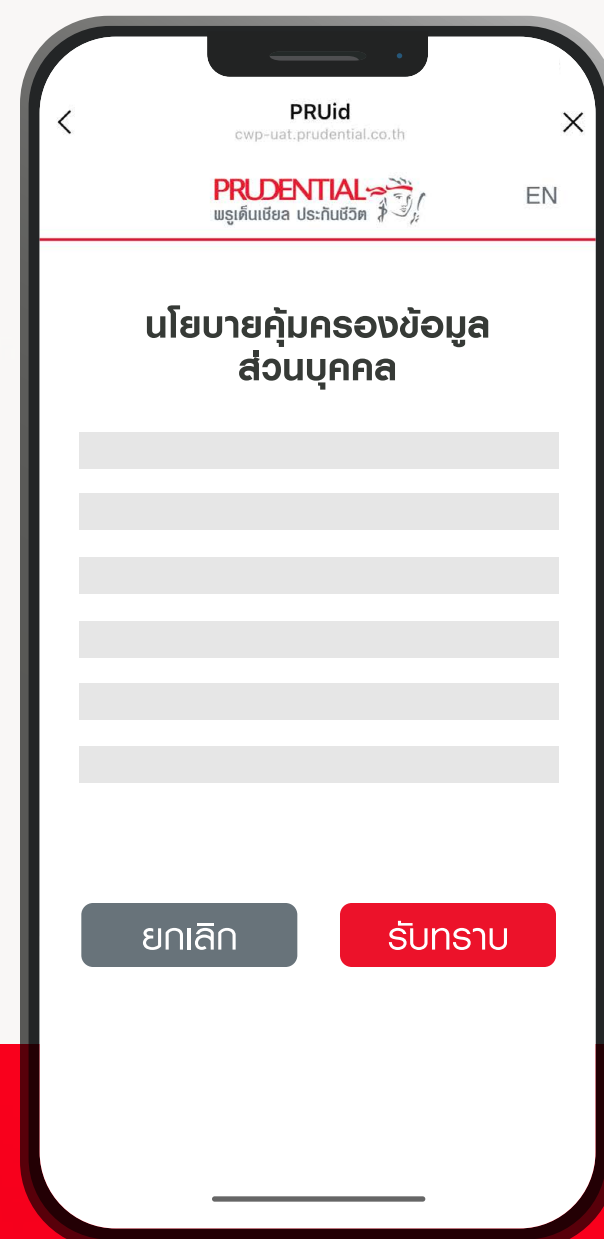 PRUid
cwp-uat.prudential.co.th
PRUDENTIAL
พรูเด็นเชียล ประกันชีวิต
EN
นโยบายคุ้มครองข้อมูล
ส่วนบุคคล
ยกเลิก
รับทราบ